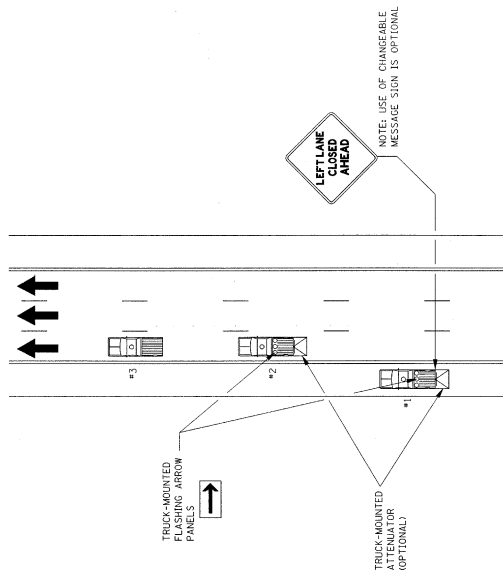 NOTE: USE OF CHANGEABLE
MESSAGE SIGN IS OPTIONAL
LEFT LANE
CLOSED
AHEAD
#3
#2
#1
TRUCK-MOUNTED
FLASHING ARROW
PANELS
TRUCK-MOUNTED
ATTENUATOR
(OPTIONAL)